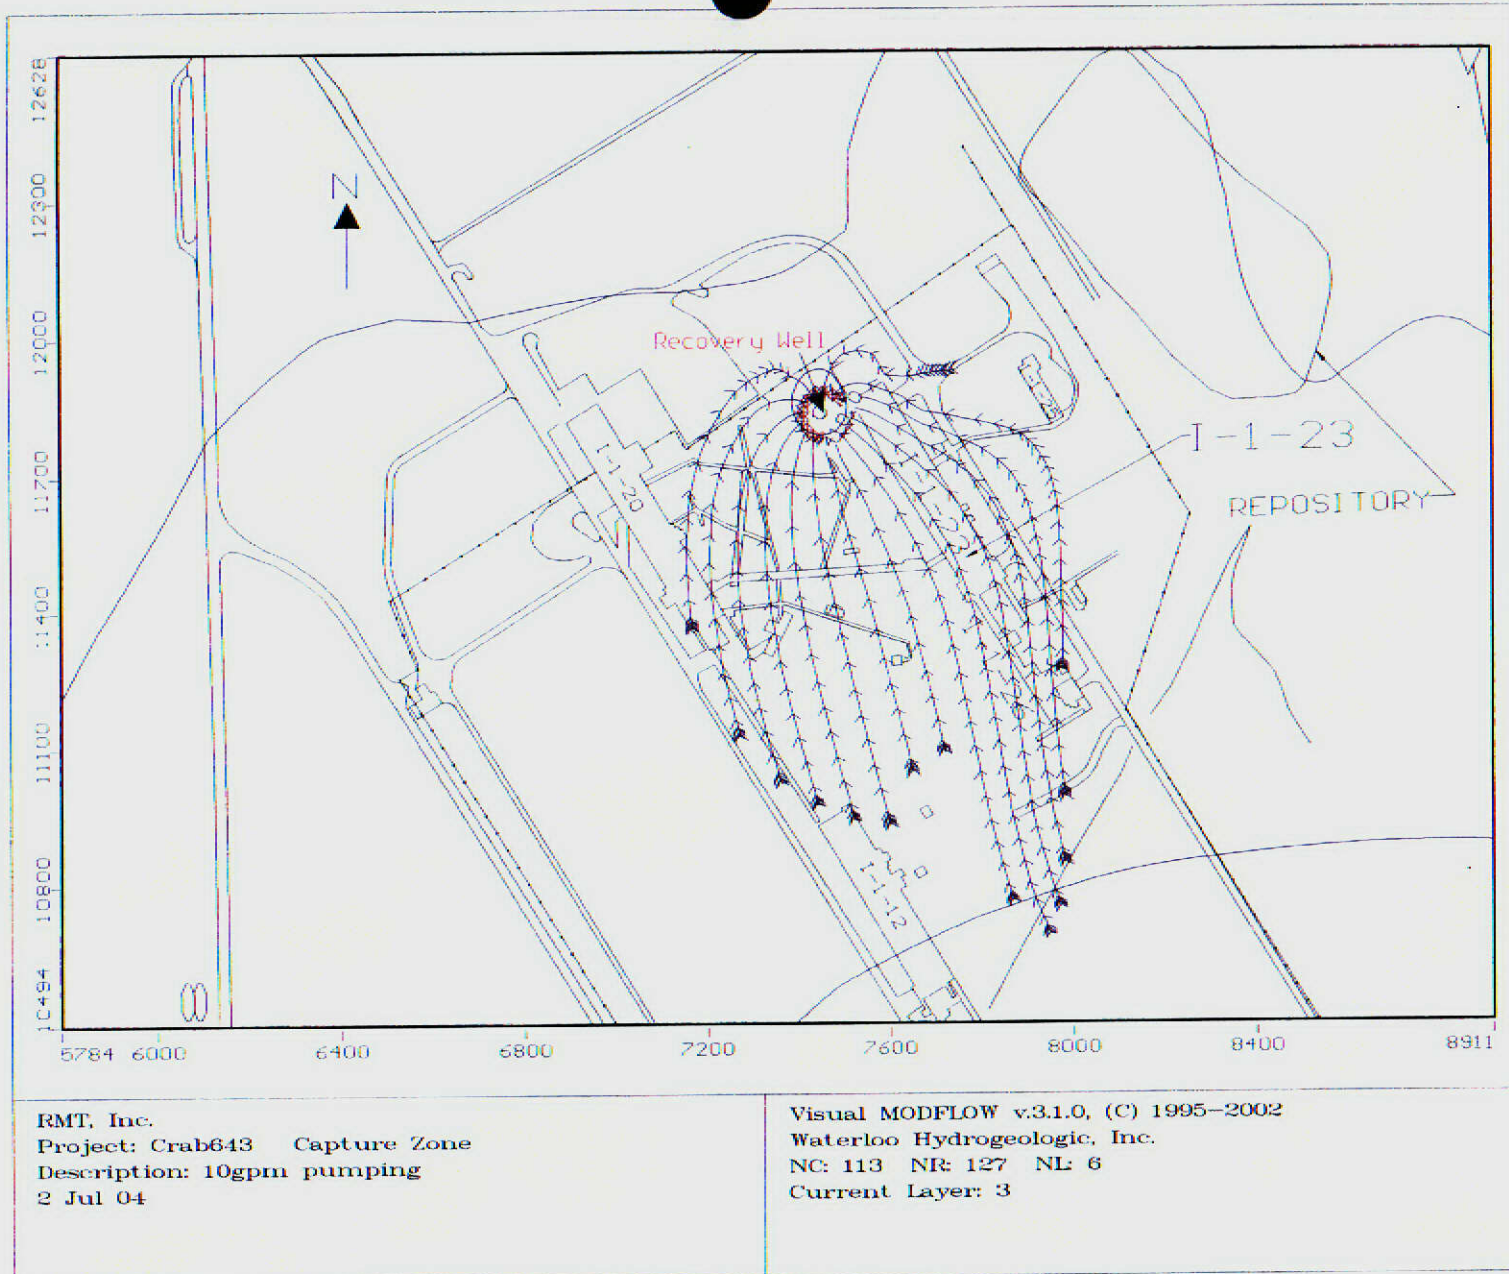 12628
12300
12000
11700
11400
11100
10800
10494
N
Recovery Well
I-1-23
REPOSITORY
I-1-20
I-1-12
5784 6000 6400 6800 7200 7600 8000 8400 8911
RMT, Inc.
Project: Crab643 Capture Zone
Description: 10gpm pumping
2 Jul 04
Visual MODFLOW v.3.1.0, (C) 1995-2002
Waterloo Hydrogeologic, Inc.
NC: 113 NR: 127 NL: 6
Current Layer: 3